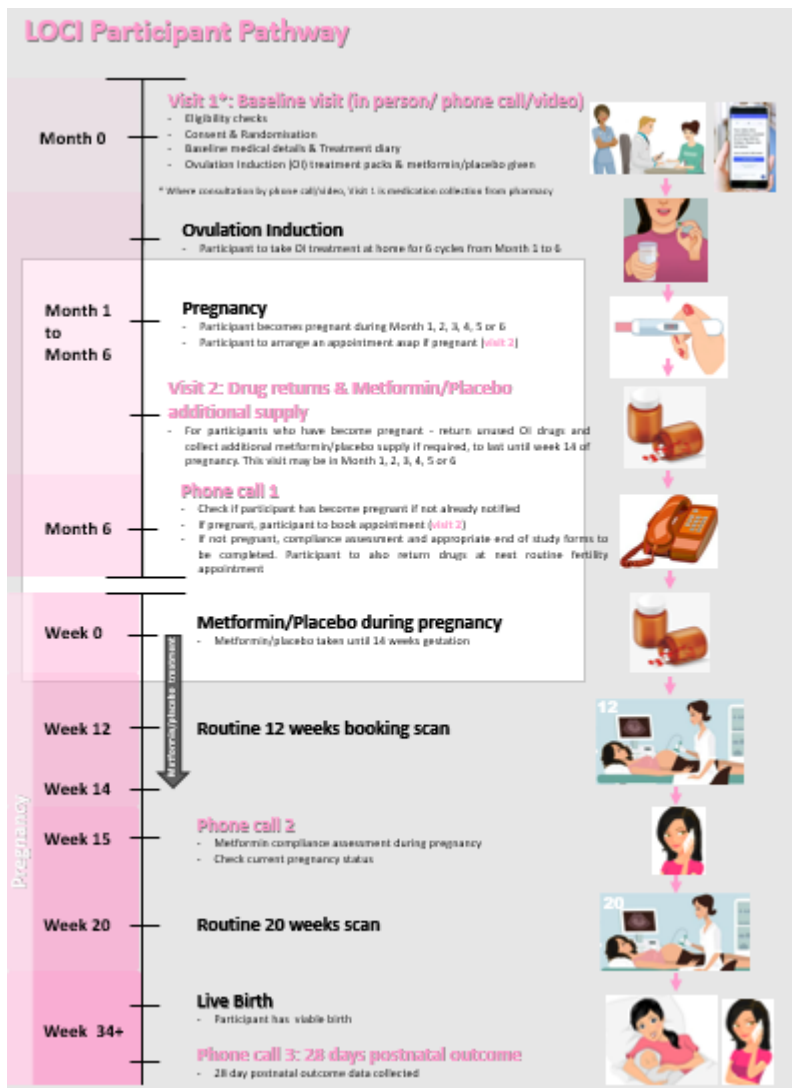 LOCI Participant Pathway
Month 0
Visit 1*: Baseline visit (in person/ phone call/video)
- Eligibility checks
- Consent & Randomisation
- Baseline medical details & Treatment diary
- Ovulation Induction (OI) treatment packs & metformin/placebo given
* Where consultation by phone call/video, Visit 1 is medication collection from pharmacy
Ovulation Induction
- Participant to take OI treatment at home for 6 cycles from Month 1 to 6
Month 1
to
Month 6
Pregnancy
- Participant becomes pregnant during Month 1, 2, 3, 4, 5 or 6
- Participant to arrange an appointment asap if pregnant (visit 2)
Visit 2: Drug returns & Metformin/Placebo
additional supply
- For participants who have become pregnant - return unused OI drugs and
collect additional metformin/placebo supply if required, to last until week 14 of
pregnancy. This visit may be in Month 1, 2, 3, 4, 5 or 6
Month 6
Phone call 1
- Check if participant has become pregnant if not already notified
- If pregnant, participant to book appointment (visit 2)
- If not pregnant, compliance assessment and appropriate end of study forms to
be completed. Participant to also return drugs at next routine fertility
appointment
Pregnancy
Week 0
Metformin/Placebo during pregnancy
- Metformin/placebo taken until 14 weeks gestation
Metformin/placebo treatment
Week 12
Routine 12 weeks booking scan
12
Week 14
Week 15
Phone call 2
- Metformin compliance assessment during pregnancy
- Check current pregnancy status
Week 20
Routine 20 weeks scan
20
Week 34+
Live Birth
- Participant has viable birth
Phone call 3: 28 days postnatal outcome
- 28 day postnatal outcome data collected